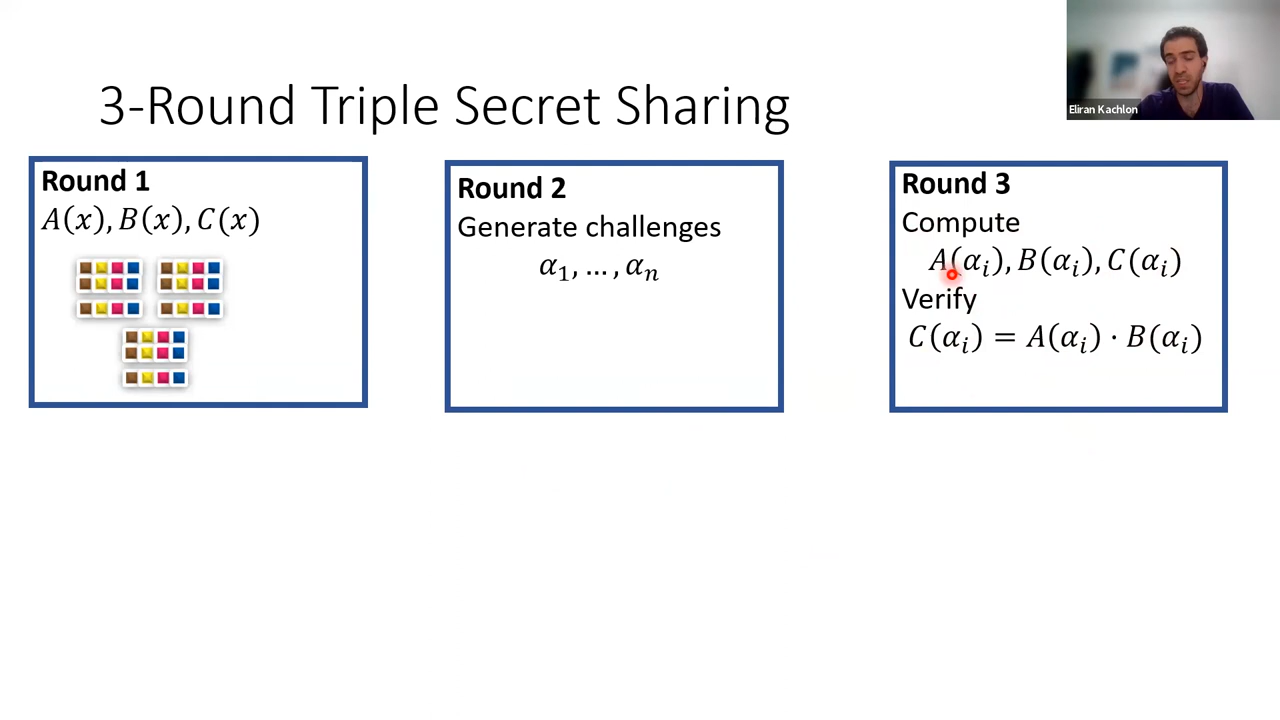 3-Round Triple Secret Sharing
Eliran Kachlon
Round 1
A(x), B(x), C(x)
Round 2
Generate challenges
α₁, … , αₙ
Round 3
Compute
A(αᵢ), B(αᵢ), C(αᵢ)
Verify
C(αᵢ) = A(αᵢ) · B(αᵢ)